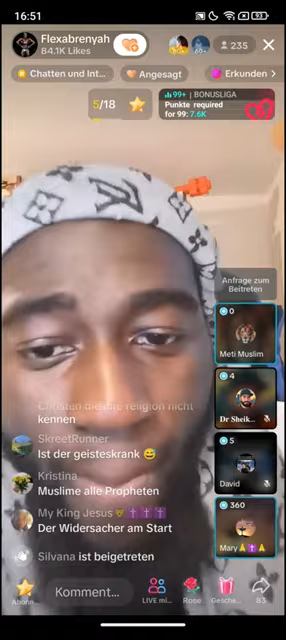 16:51
93
Flexabrenyah
84.1K Likes
235
Chatten und Int...
Angesagt
Erkunden
5/18
99+ | BONUSLIGA
Punkte required
for 99: 7.6K
Anfrage zum
Beitreten
0
Meti Muslim
4
Dr Sheik...
5
David
360
Mary
kennen
SkreetRunner
Ist der geisteskrank 😅
Kristina
Muslime alle Propheten
My King Jesus
Der Widersacher am Start
Silvana ist beigetreten
Abonn...
Komment...
LIVE mi...
Rose
Gesche...
83